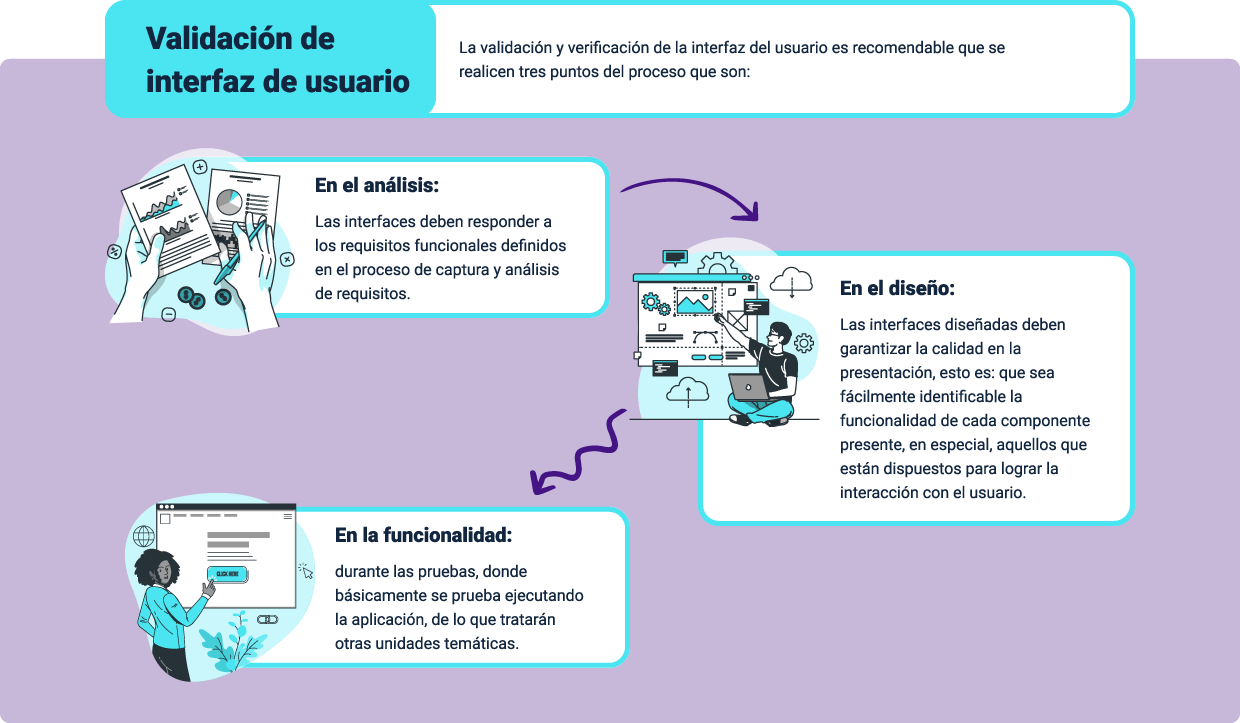 Validación de
interfaz de usuario
La validación y verificación de la interfaz del usuario es recomendable que se
realicen tres puntos del proceso que son:
En el análisis:
Las interfaces deben responder a
los requisitos funcionales definidos
en el proceso de captura y análisis
de requisitos.
En el diseño:
Las interfaces diseñadas deben
garantizar la calidad en la
presentación, esto es: que sea
fácilmente identificable la
funcionalidad de cada componente
presente, en especial, aquellos que
están dispuestos para lograr la
interacción con el usuario.
En la funcionalidad:
durante las pruebas, donde
básicamente se prueba ejecutando
la aplicación, de lo que tratarán
otras unidades temáticas.
CLICK HERE